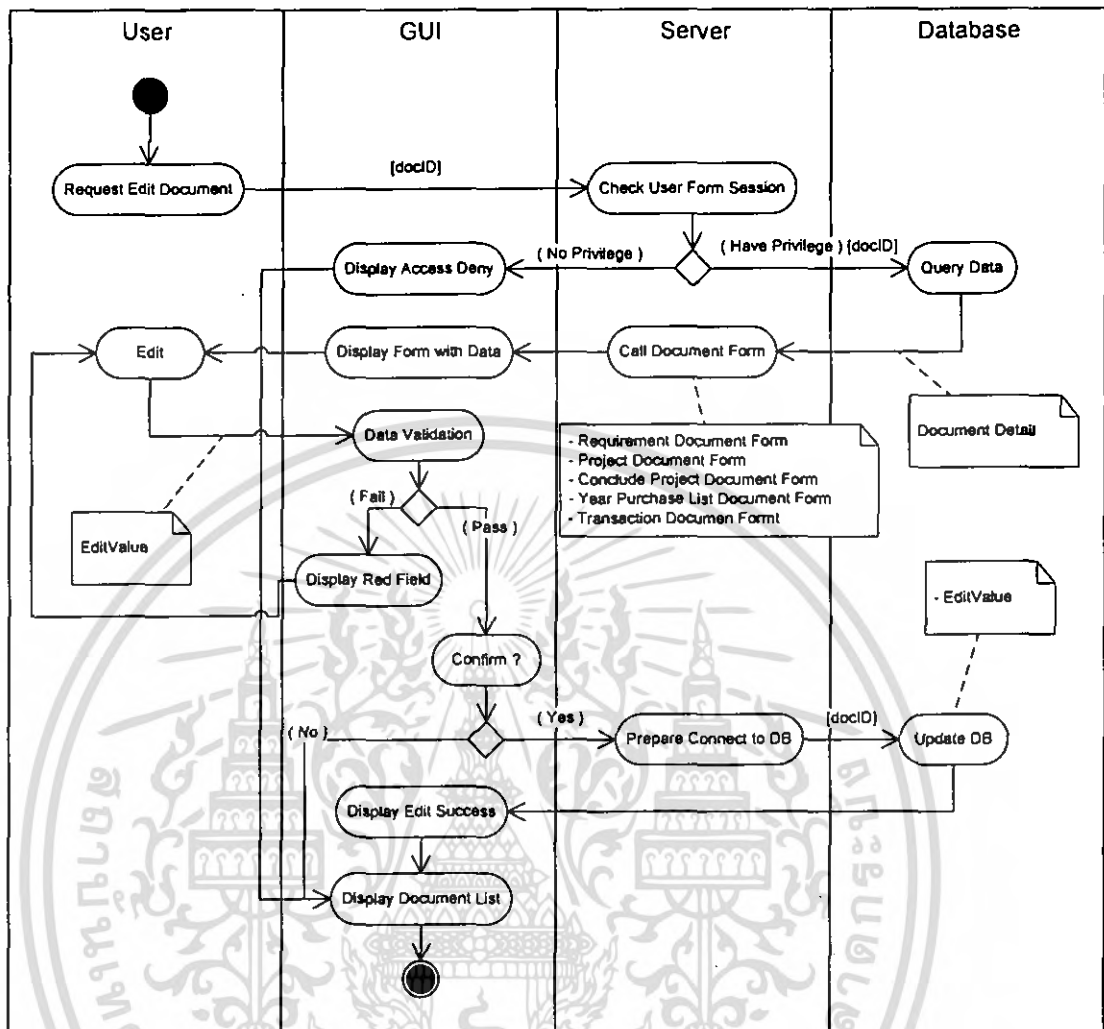 User
GUI
Server
Database
Request Edit Document
[docID]
Check User Form Session
( No Privilege )
( Have Privilege ) [docID]
Display Access Deny
Query Data
Edit
Display Form with Data
Call Document Form
Data Validation
Document Detail
- Requirement Document Form
- Project Document Form
- Conclude Project Document Form
- Year Purchase List Document Form
- Transaction Documen Formt
( Fail )
( Pass )
EditValue
Display Red Field
- EditValue
Confirm ?
( No )
( Yes )
Prepare Connect to DB
[docID]
Update DB
Display Edit Success
Display Document List